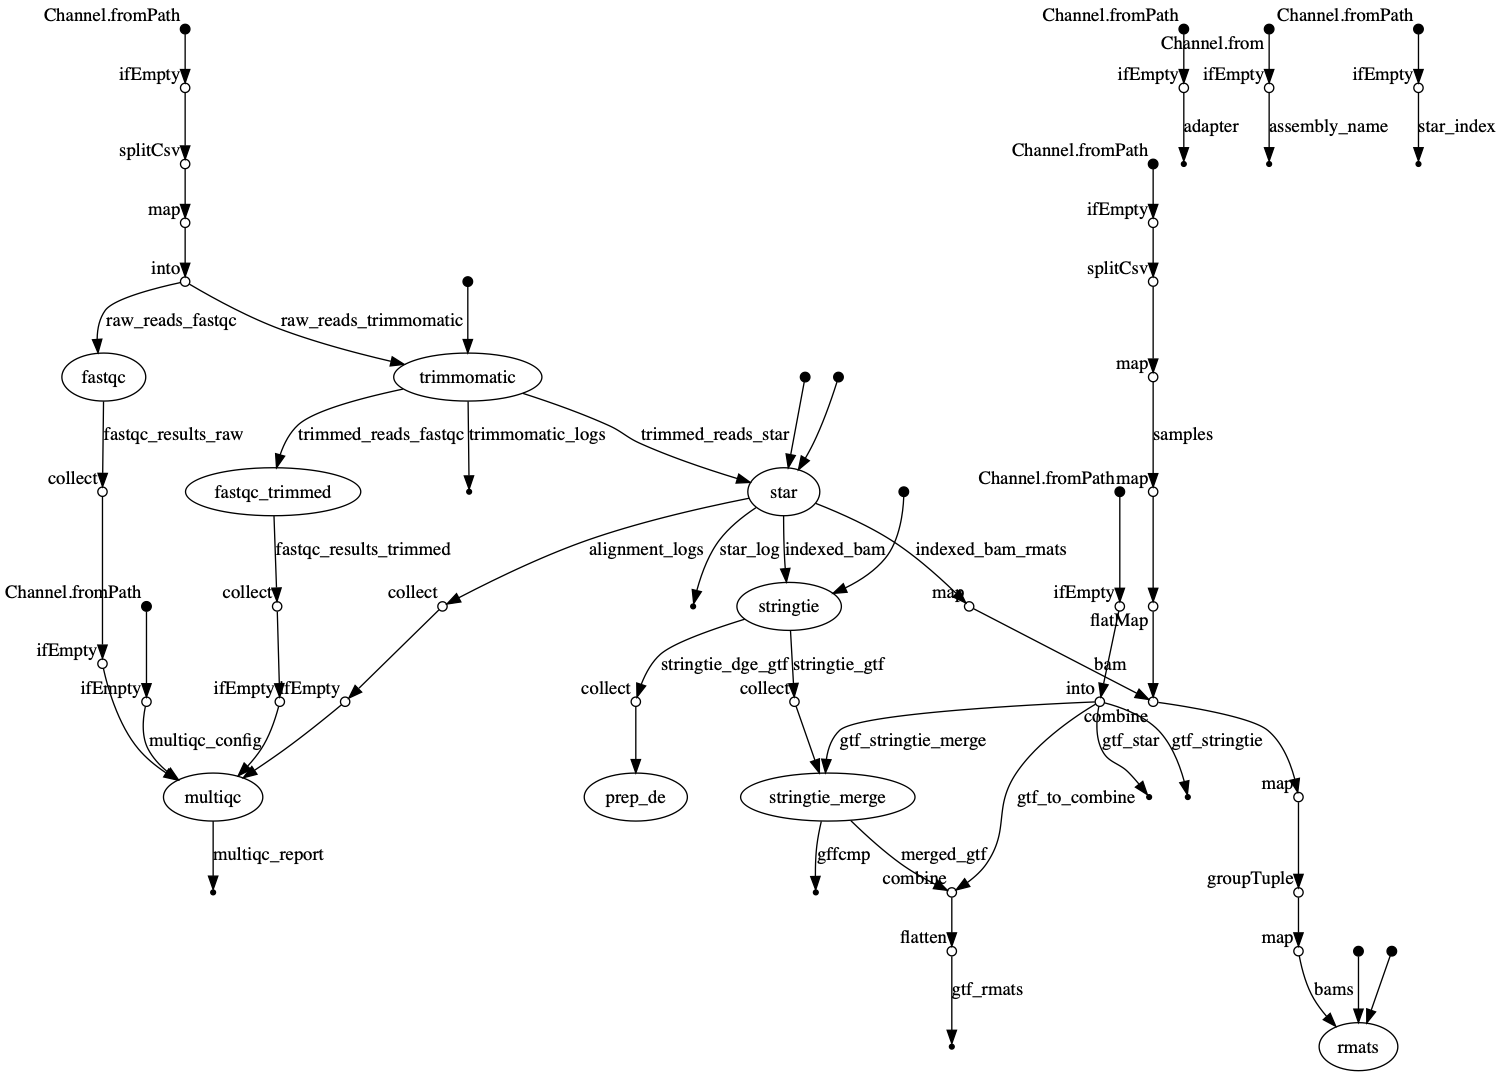 Channel.fromPath
Channel.fromPath
Channel.fromPath
Channel.from
ifEmpty
ifEmpty
ifEmpty
ifEmpty
adapter
assembly_name
star_index
splitCsv
Channel.fromPath
map
ifEmpty
into
splitCsv
raw_reads_fastqc
raw_reads_trimmomatic
map
fastqc
trimmomatic
fastqc_results_raw
trimmed_reads_fastqc
trimmomatic_logs
trimmed_reads_star
samples
collect
Channel.fromPath
map
fastqc_trimmed
star
fastqc_results_trimmed
alignment_logs
star_log
indexed_bam
indexed_bam_rmats
Channel.fromPath
collect
collect
map
ifEmpty
stringtie
flatMap
ifEmpty
stringtie_dge_gtf
stringtie_gtf
bam
ifEmpty
ifEmpty
ifEmpty
collect
collect
into
combine
multiqc_config
gtf_stringtie_merge
gtf_star
gtf_stringtie
map
multiqc
prep_de
stringtie_merge
gtf_to_combine
multiqc_report
gffcmp
merged_gtf
combine
groupTuple
flatten
map
gtf_rmats
bams
rmats